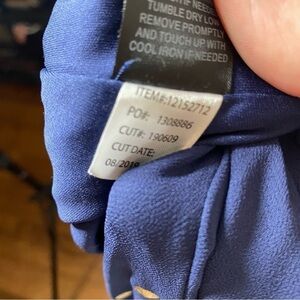 TUMBLE DRY LOW
REMOVE PROMPTLY
AND TOUCH UP WITH
COOL IRON IF NEEDED
ITEM#:12152712
PO#: 1308886
CUT#: 190609
CUT DATE:
08/2019